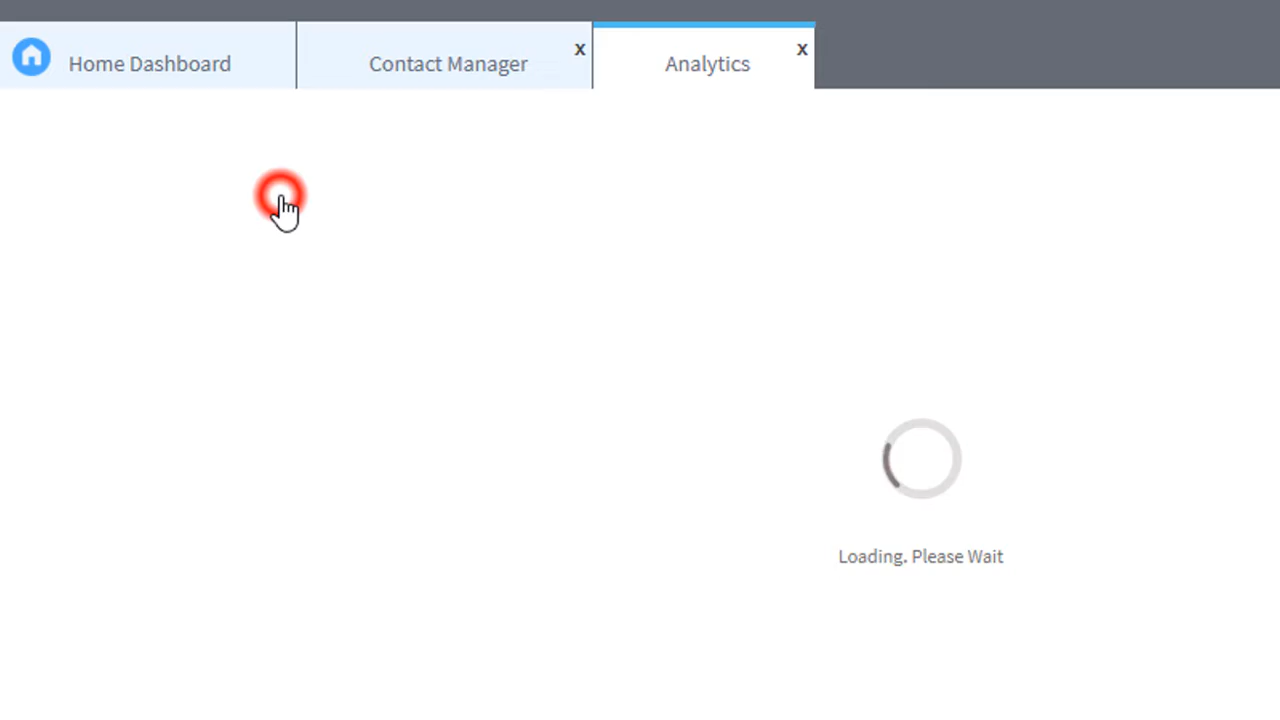 Home Dashboard
Contact Manager
x
Analytics
x
Loading. Please Wait